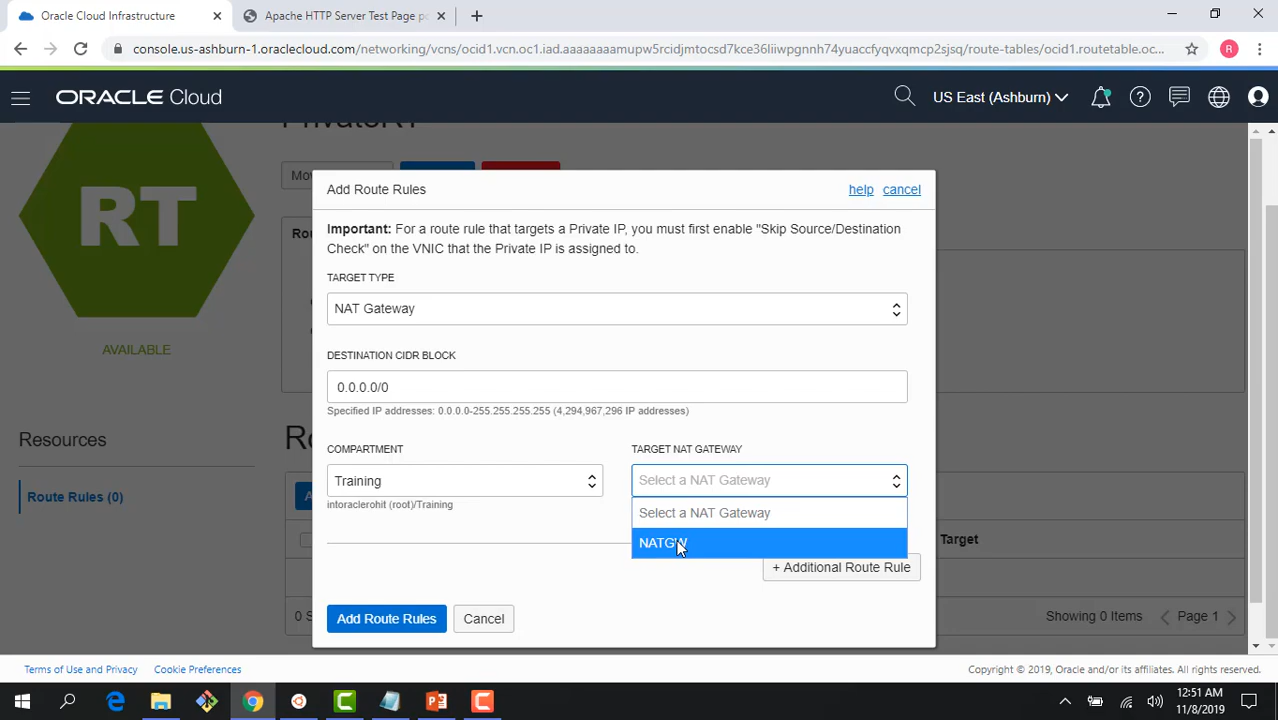 Oracle Cloud Infrastructure
Apache HTTP Server Test Page po
console.us-ashburn-1.oraclecloud.com/networking/vcns/ocid1.vcn.oc1.iad.aaaaaaaamupw5rcidjmtocsd7kce36liiwpgnnh74yuaccfyqvxqmcp2sjsq/route-tables/ocid1.routetable.oc...
R
ORACLE Cloud
US East (Ashburn)
PrivateRT
RT
Mo
Add Route Rules
help
cancel
Important: For a route rule that targets a Private IP, you must first enable "Skip Source/Destination
Check" on the VNIC that the Private IP is assigned to.
Rou
TARGET TYPE
NAT Gateway
AVAILABLE
DESTINATION CIDR BLOCK
0.0.0.0/0
Specified IP addresses: 0.0.0.0-255.255.255.255 (4,294,967,296 IP addresses)
Resources
Ro
COMPARTMENT
TARGET NAT GATEWAY
Training
Select a NAT Gateway
intoraclerohit (root)/Training
Route Rules (0)
A
Select a NAT Gateway
NATGW
Target
+ Additional Route Rule
Add Route Rules
Cancel
0 S
Showing 0 Items
Page 1
Terms of Use and Privacy
Cookie Preferences
Copyright © 2019, Oracle and/or its affiliates. All rights reserved.
12:51 AM
11/8/2019